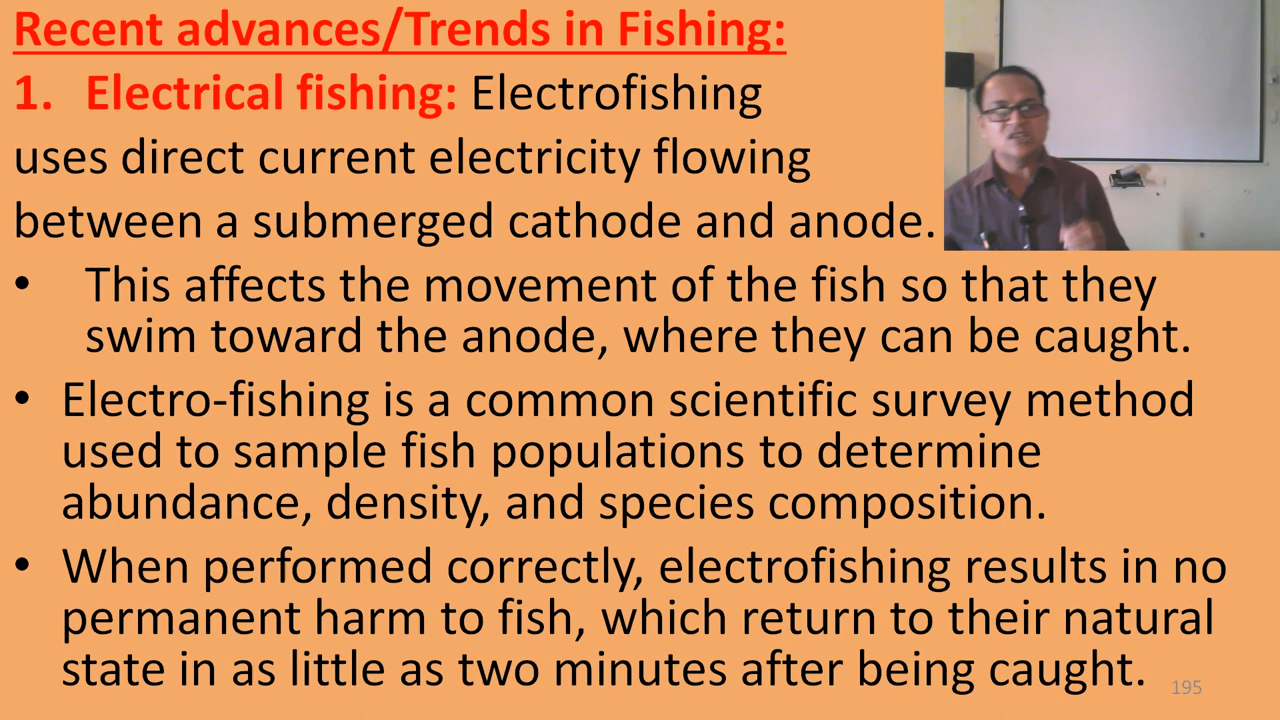 Recent advances/Trends in Fishing:
1. Electrical fishing: Electrofishing
uses direct current electricity flowing
between a submerged cathode and anode.
• This affects the movement of the fish so that they
swim toward the anode, where they can be caught.
• Electro-fishing is a common scientific survey method
used to sample fish populations to determine
abundance, density, and species composition.
• When performed correctly, electrofishing results in no
permanent harm to fish, which return to their natural
state in as little as two minutes after being caught.
195